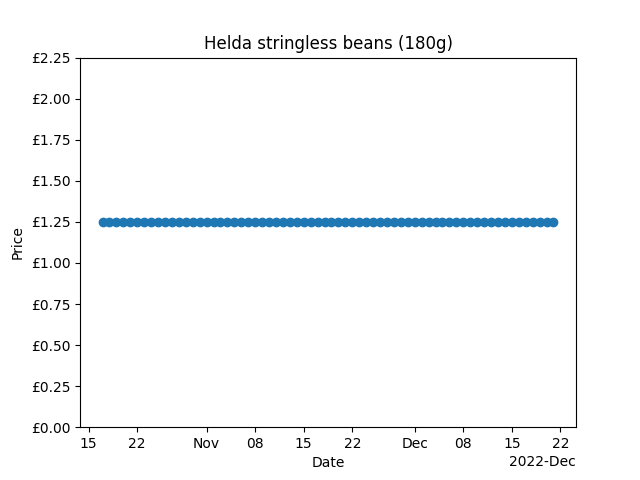 Helda stringless beans (180g)
£2.25
£2.00
£1.75
£1.50
£1.25
£1.00
£0.75
£0.50
£0.25
£0.00
Price
15 22 Nov 08 15 22 Dec 08 15 22
Date
2022-Dec